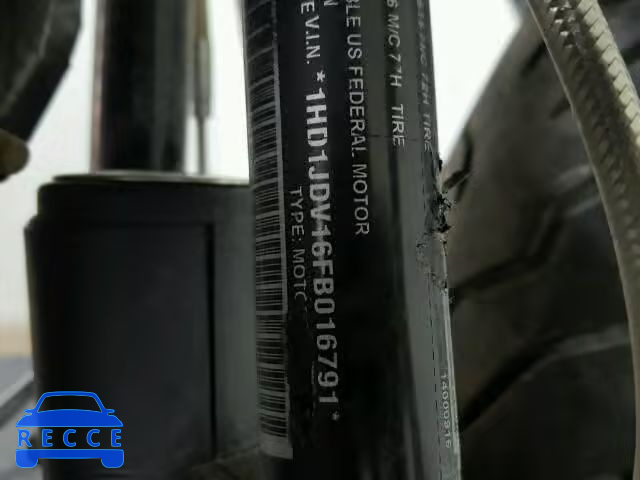 BLE US FEDERAL MOTOR
6 M/C 7"H TIRE
E V.I.N. *1HD1JDV16FB016791*
TYPE: MOTO
RECCE